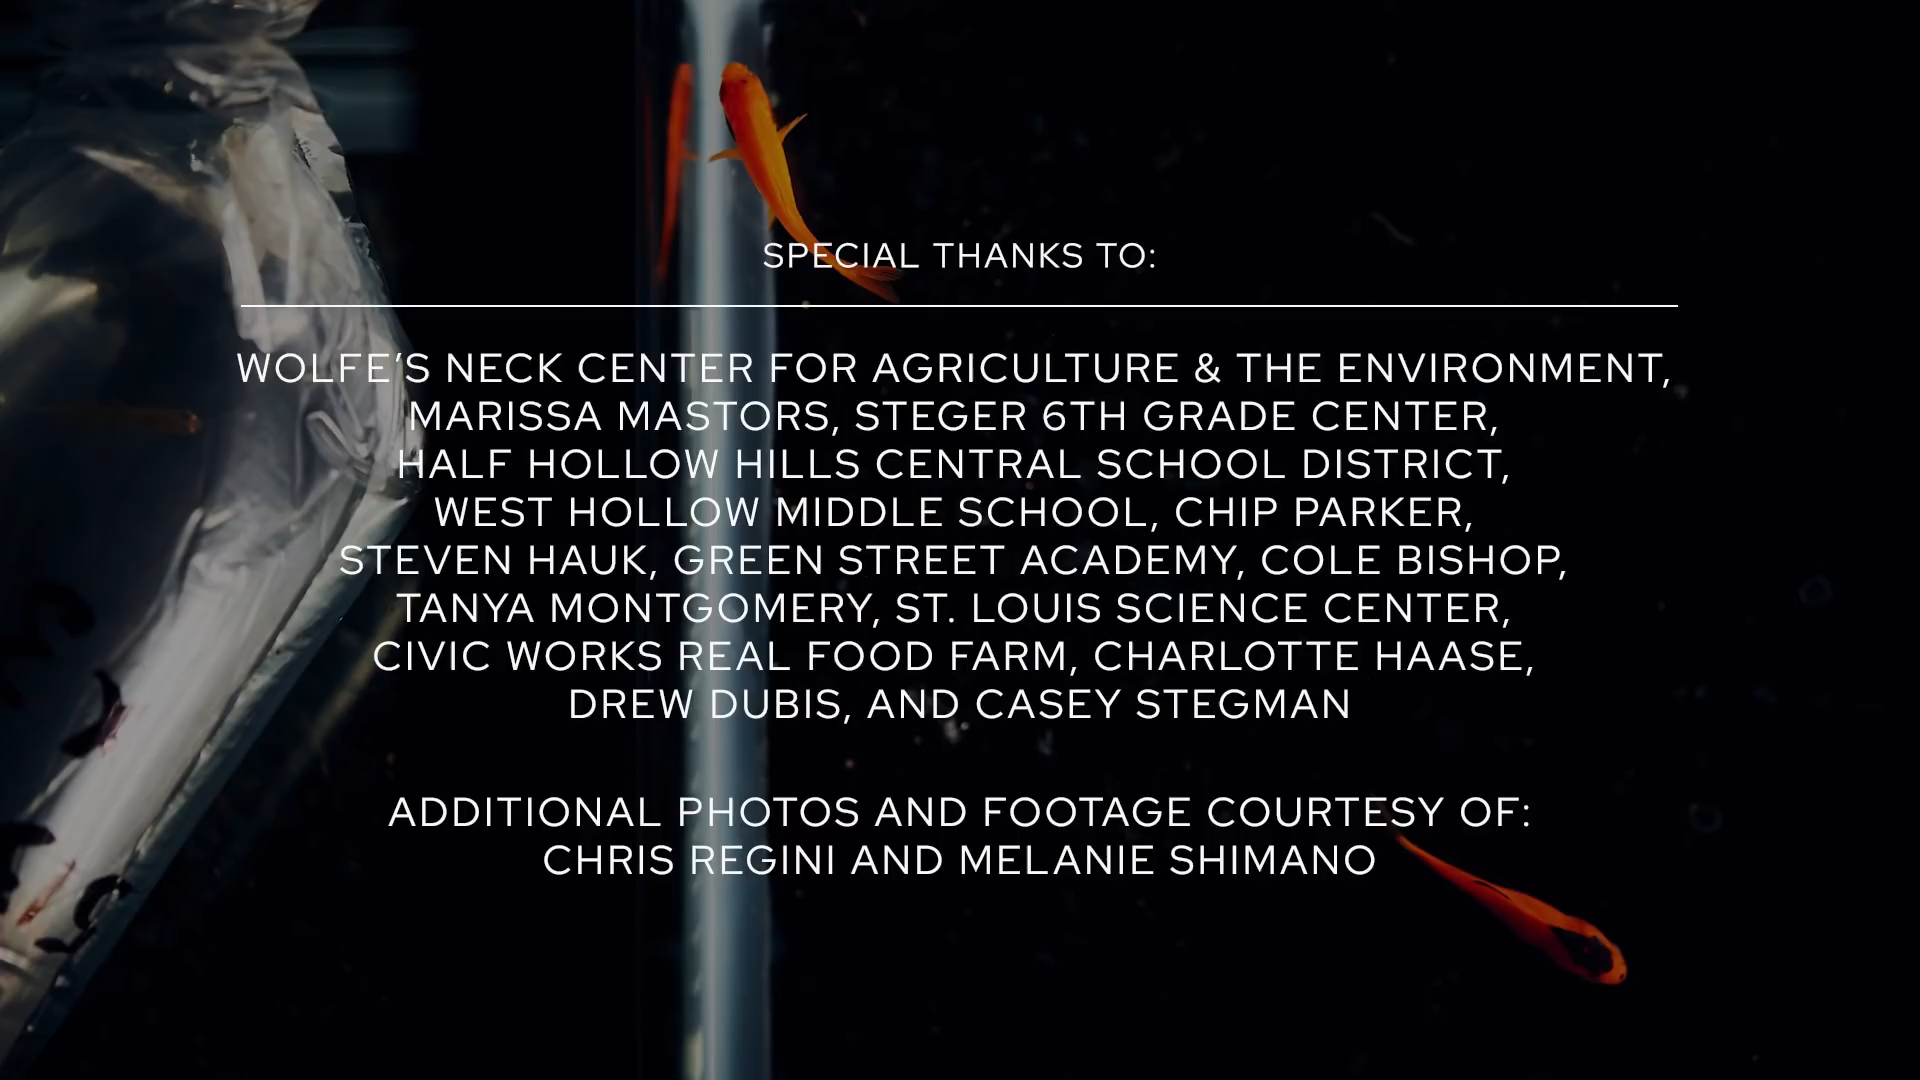 SPECIAL THANKS TO:
WOLFE'S NECK CENTER FOR AGRICULTURE & THE ENVIRONMENT,
MARISSA MASTORS, STEGER 6TH GRADE CENTER,
HALF HOLLOW HILLS CENTRAL SCHOOL DISTRICT,
WEST HOLLOW MIDDLE SCHOOL, CHIP PARKER,
STEVEN HAUK, GREEN STREET ACADEMY, COLE BISHOP,
TANYA MONTGOMERY, ST. LOUIS SCIENCE CENTER,
CIVIC WORKS REAL FOOD FARM, CHARLOTTE HAASE,
DREW DUBIS, AND CASEY STEGMAN
ADDITIONAL PHOTOS AND FOOTAGE COURTESY OF:
CHRIS REGINI AND MELANIE SHIMANO